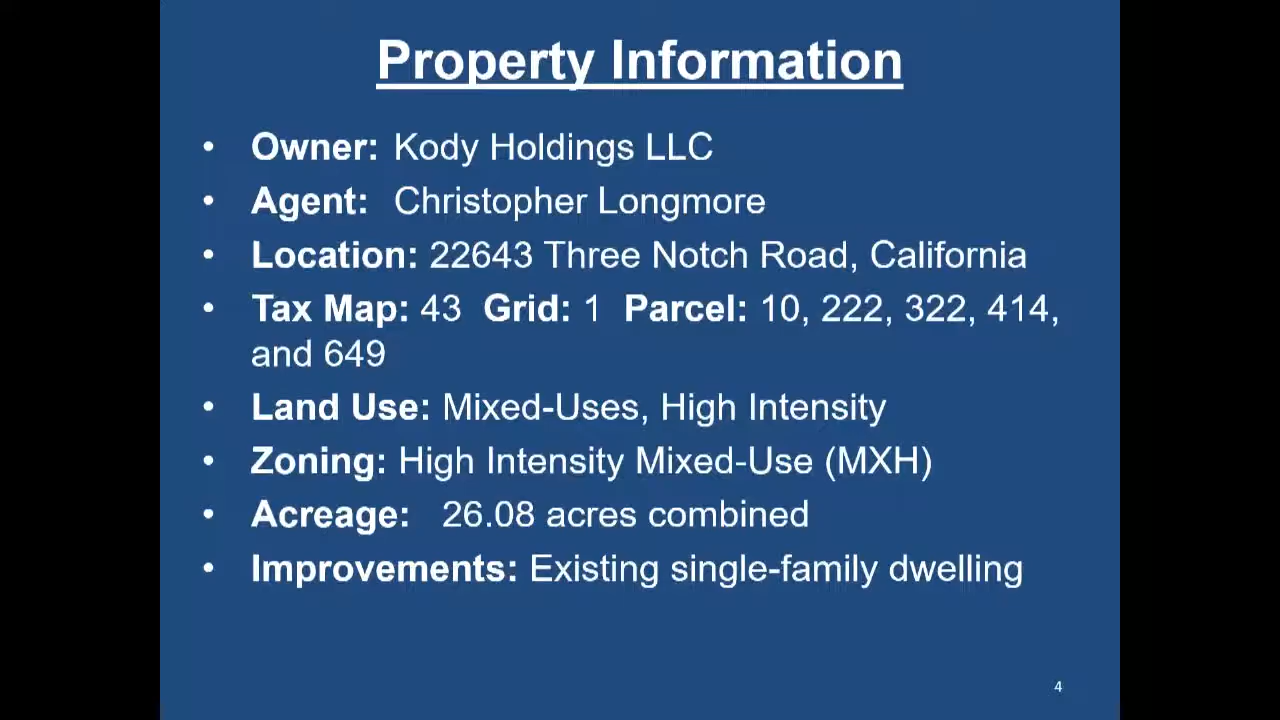 Property Information
• Owner: Kody Holdings LLC
• Agent: Christopher Longmore
• Location: 22643 Three Notch Road, California
• Tax Map: 43 Grid: 1 Parcel: 10, 222, 322, 414,
and 649
• Land Use: Mixed-Uses, High Intensity
• Zoning: High Intensity Mixed-Use (MXH)
• Acreage: 26.08 acres combined
• Improvements: Existing single-family dwelling
4